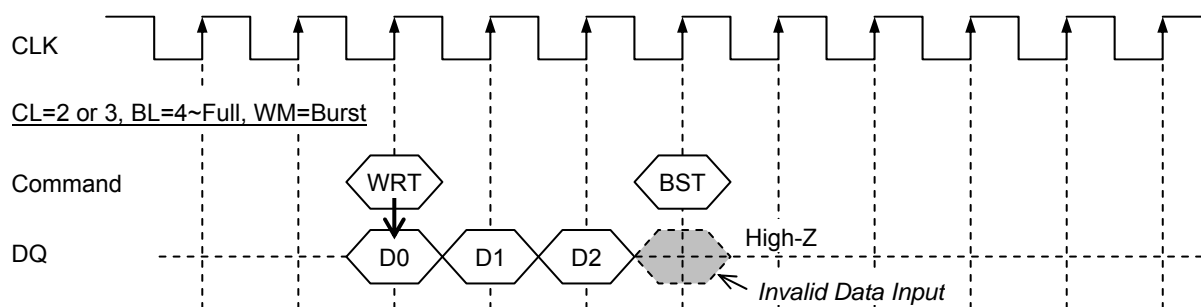 CLK
CL=2 or 3, BL=4~Full, WM=Burst
Command
WRT
BST
DQ
D0
D1
D2
High-Z
Invalid Data Input